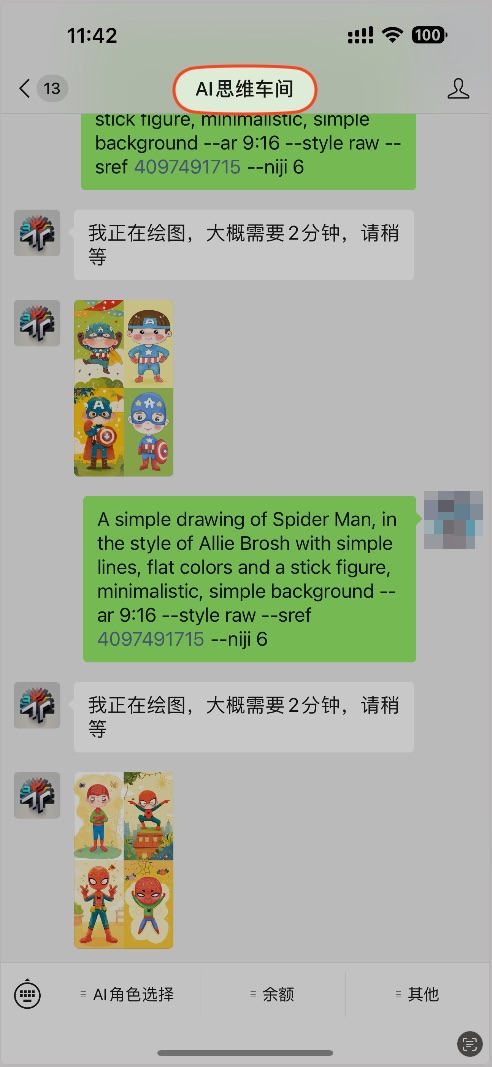 11:42
100
13
AI思维车间
stick figure, minimalistic, simple
background --ar 9:16 --style raw --
sref 4097491715 --niji 6
我正在绘图，大概需要2分钟，请稍
等
A simple drawing of Spider Man, in
the style of Allie Brosh with simple
lines, flat colors and a stick figure,
minimalistic, simple background --
ar 9:16 --style raw --sref
4097491715 --niji 6
我正在绘图，大概需要2分钟，请稍
等
AI角色选择
余额
其他